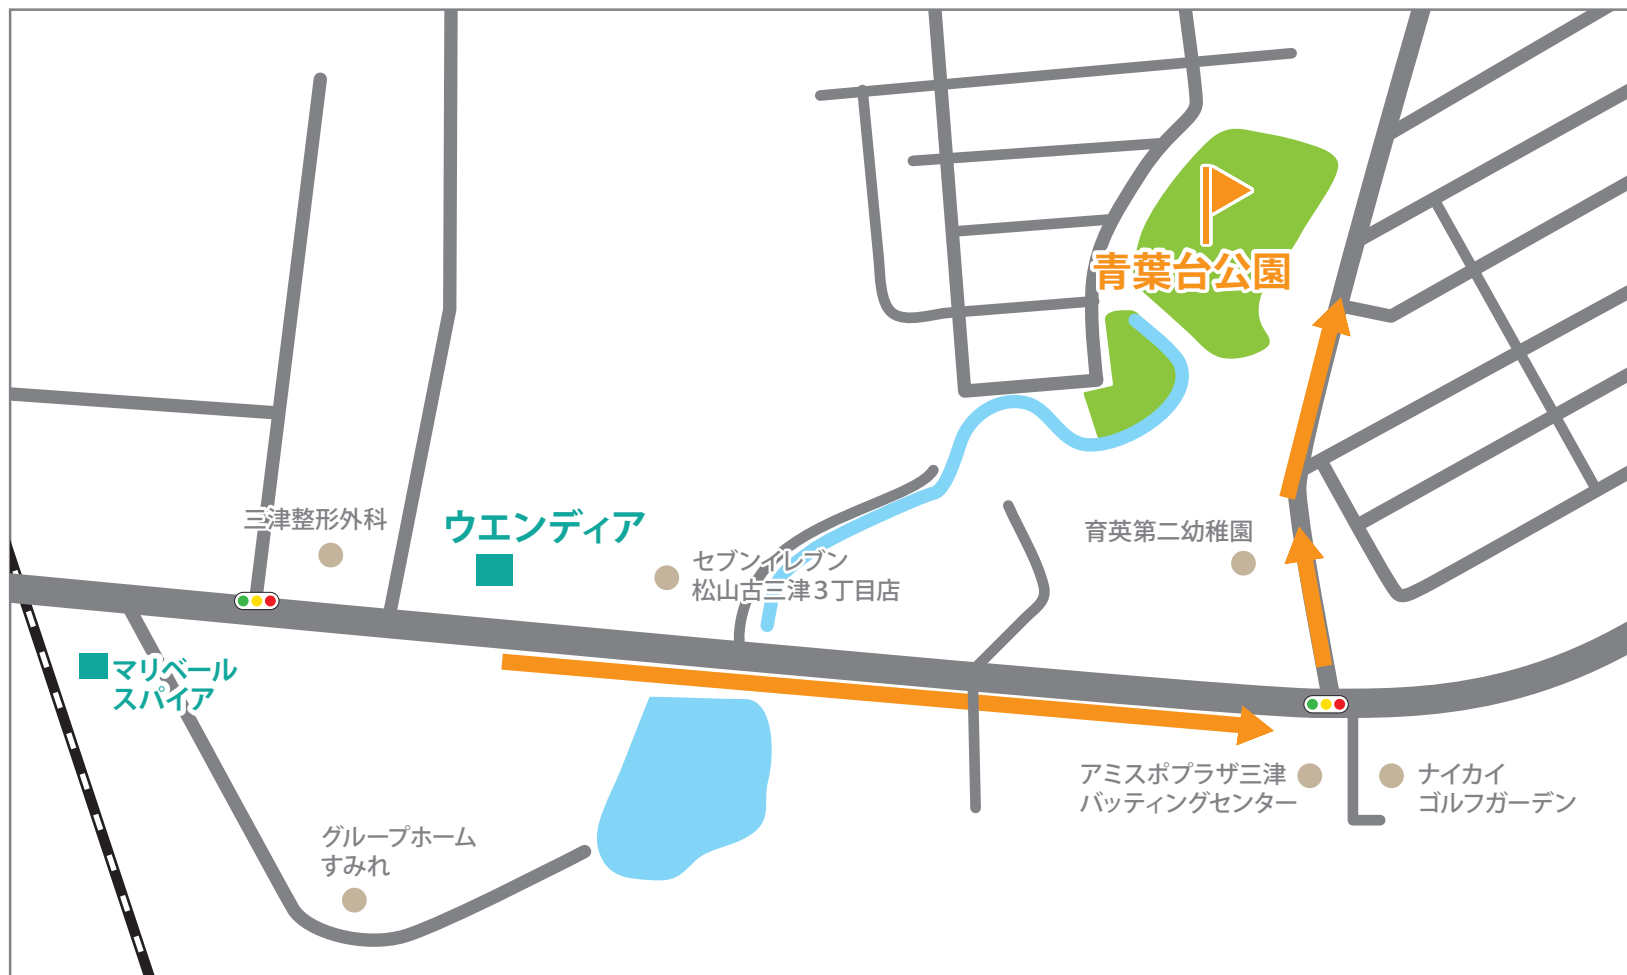 青葉台公園
三津整形外科
ウエンディア
セブンイレブン
松山古三津3丁目店
育英第二幼稚園
マリベール
スパイア
アミスポプラザ三津
バッティングセンター
ナイカイ
ゴルフガーデン
グループホーム
すみれ